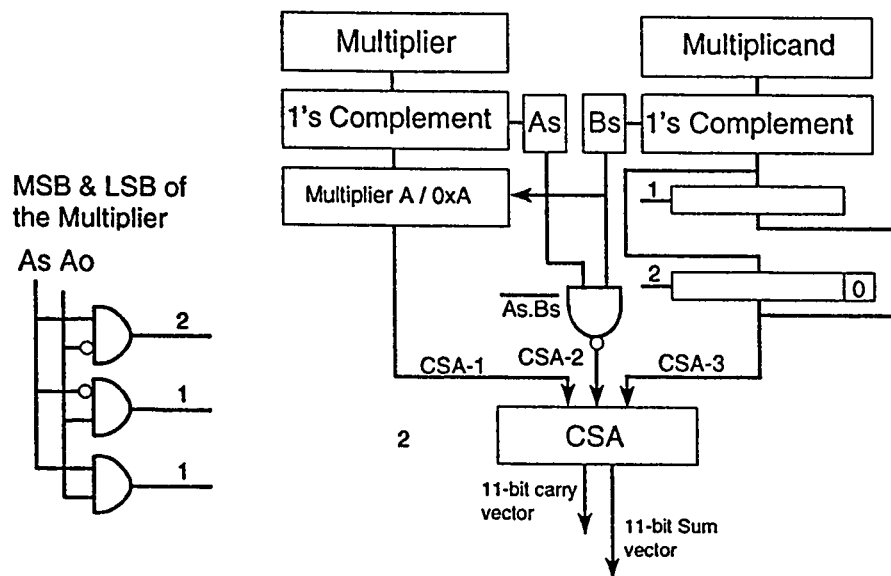 Multiplier
Multiplicand
1's Complement
As
Bs
1's Complement
Multiplier A / 0xA
1
2
0
MSB & LSB of
the Multiplier
As Ao
2
1
1
As.Bs
CSA-1
CSA-2
CSA-3
2
CSA
11-bit carry
vector
11-bit Sum
vector